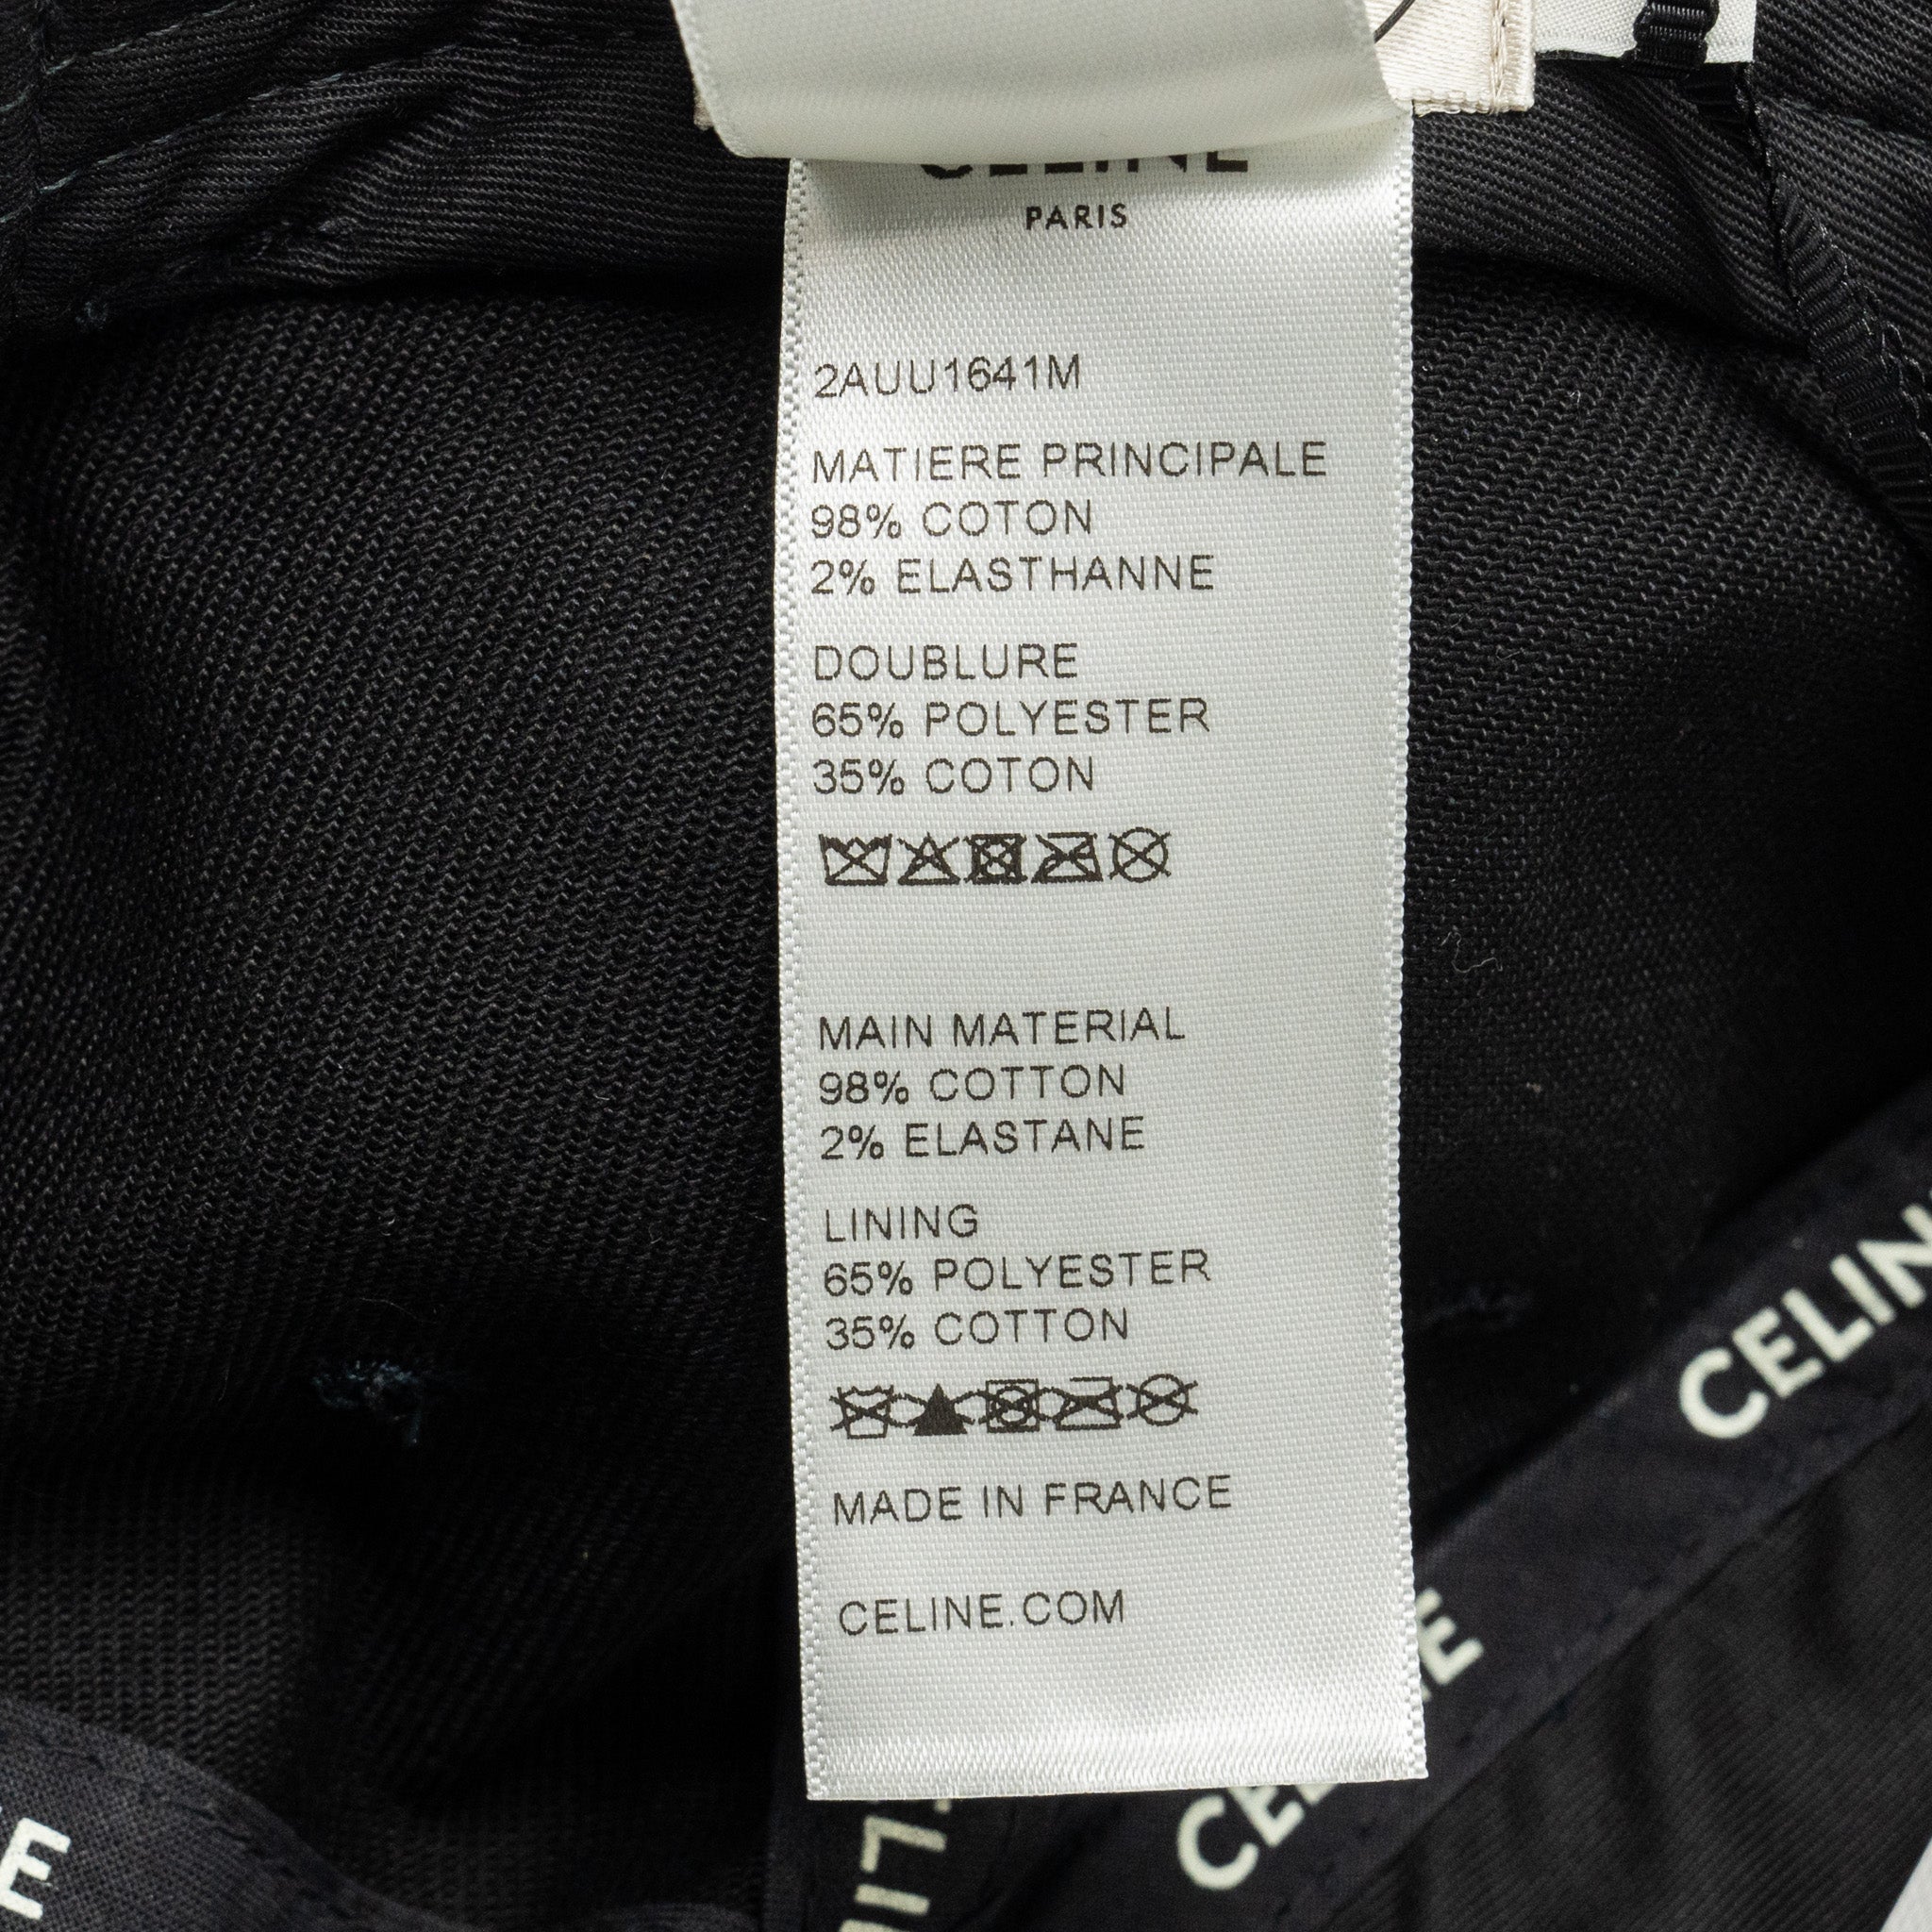 CELINE
PARIS
2AUU1641M
MATIERE PRINCIPALE
98% COTON
2% ELASTHANNE
DOUBLURE
65% POLYESTER
35% COTON
MAIN MATERIAL
98% COTTON
2% ELASTANE
LINING
65% POLYESTER
35% COTTON
MADE IN FRANCE
CELINE.COM
CELIN